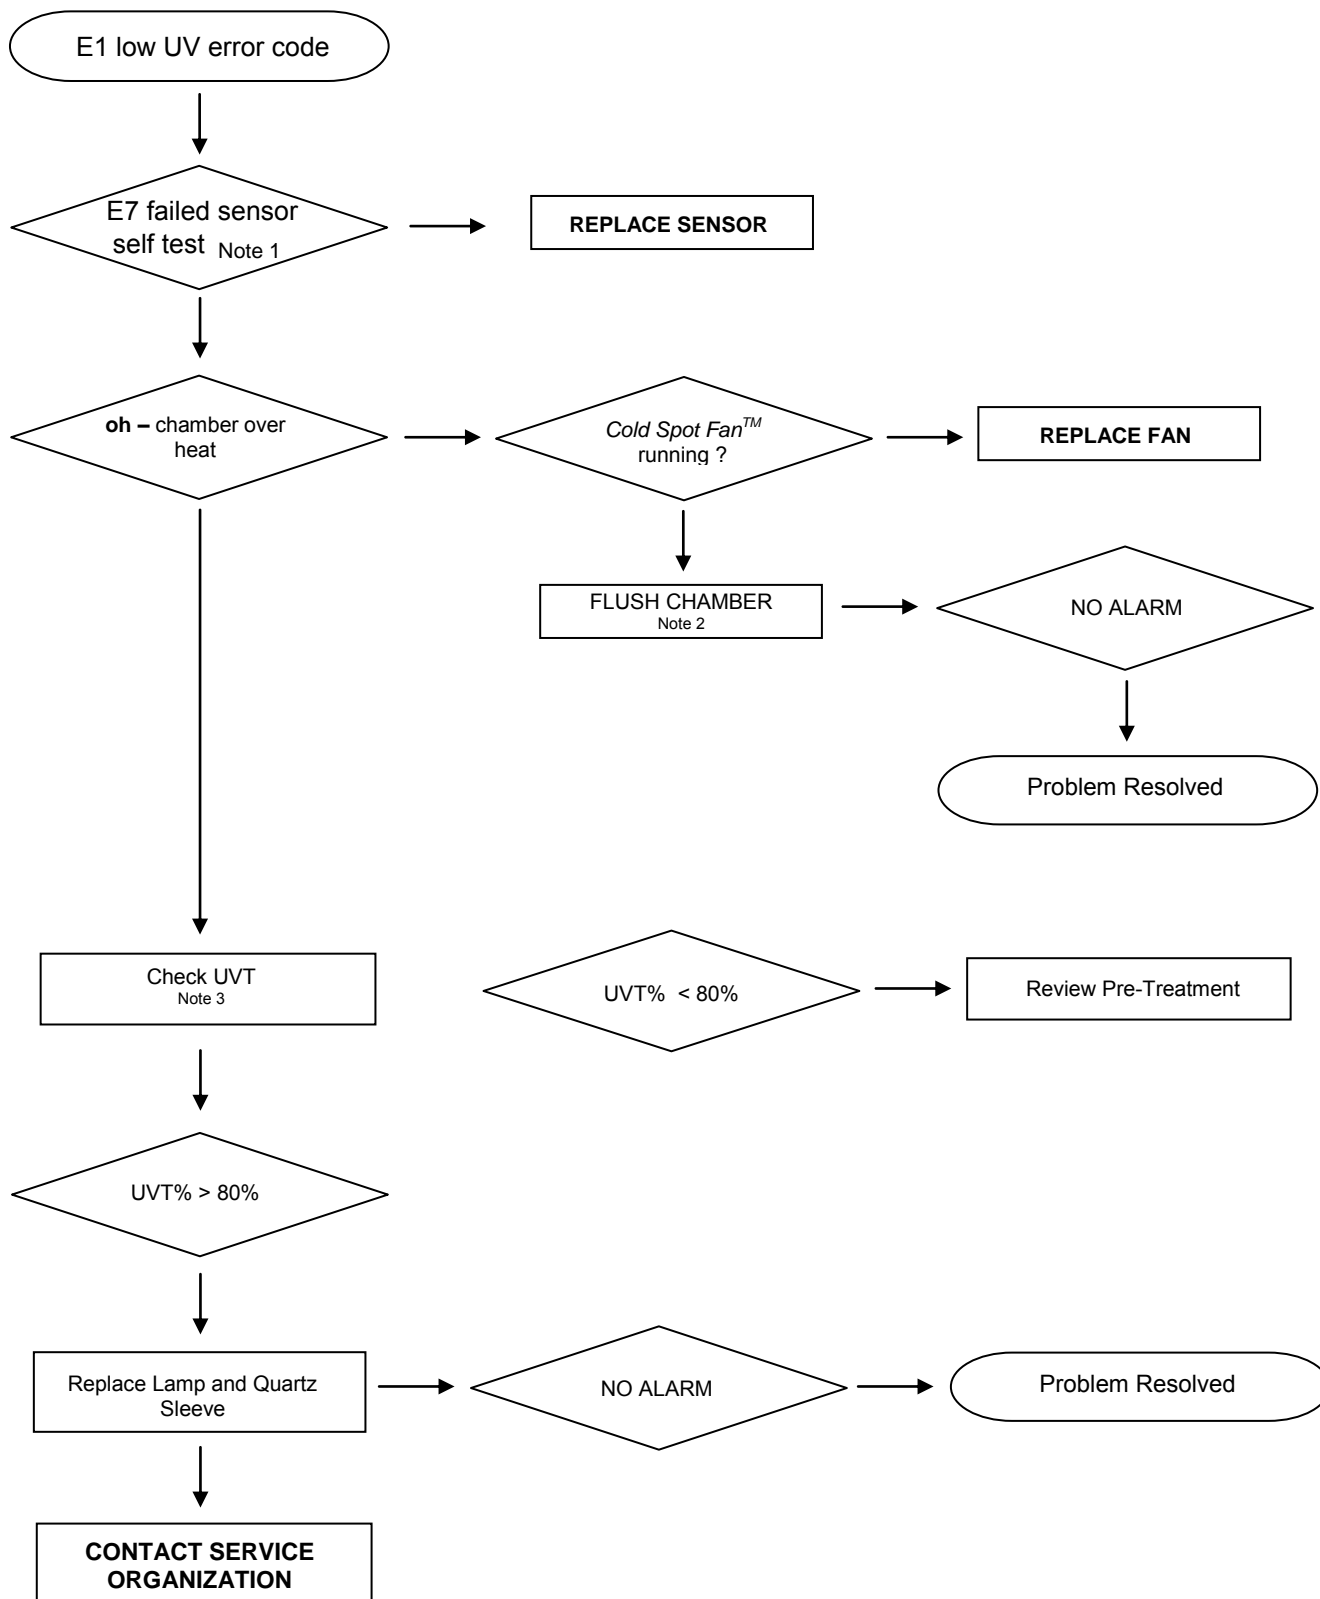 E1 low UV error code
E7 failed sensor
self test Note 1
REPLACE SENSOR
oh – chamber over
heat
Cold Spot Fan™
running ?
REPLACE FAN
FLUSH CHAMBER
Note 2
NO ALARM
Problem Resolved
Check UVT
Note 3
UVT% < 80%
Review Pre-Treatment
UVT% > 80%
Replace Lamp and Quartz
Sleeve
NO ALARM
Problem Resolved
CONTACT SERVICE
ORGANIZATION